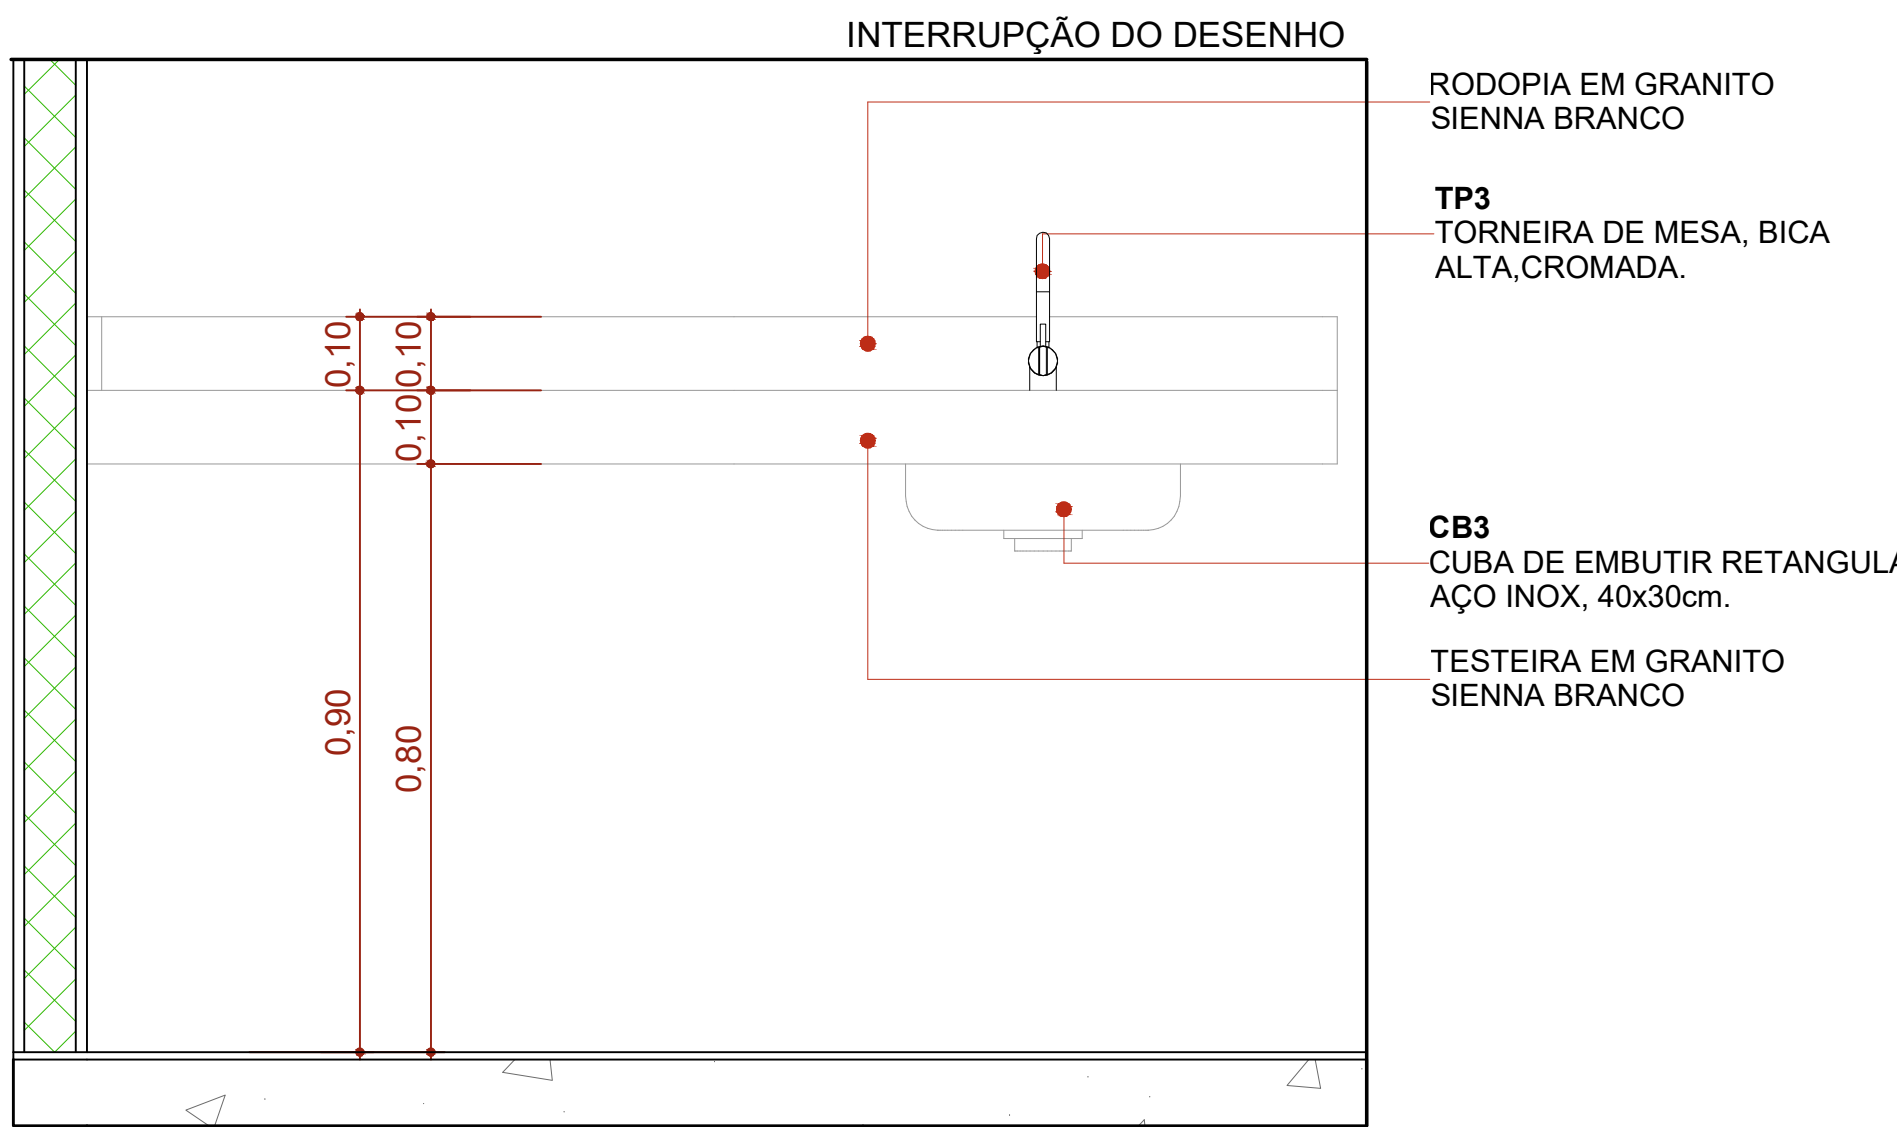 INTERRUPÇÃO DO DESENHO
RODOPIA EM GRANITO
SIENNA BRANCO
TP3
TORNEIRA DE MESA, BICA
ALTA,CROMADA.
0,10
0,10
0,10
CB3
CUBA DE EMBUTIR RETANGULA
AÇO INOX, 40x30cm.
TESTEIRA EM GRANITO
SIENNA BRANCO
0,90
0,80